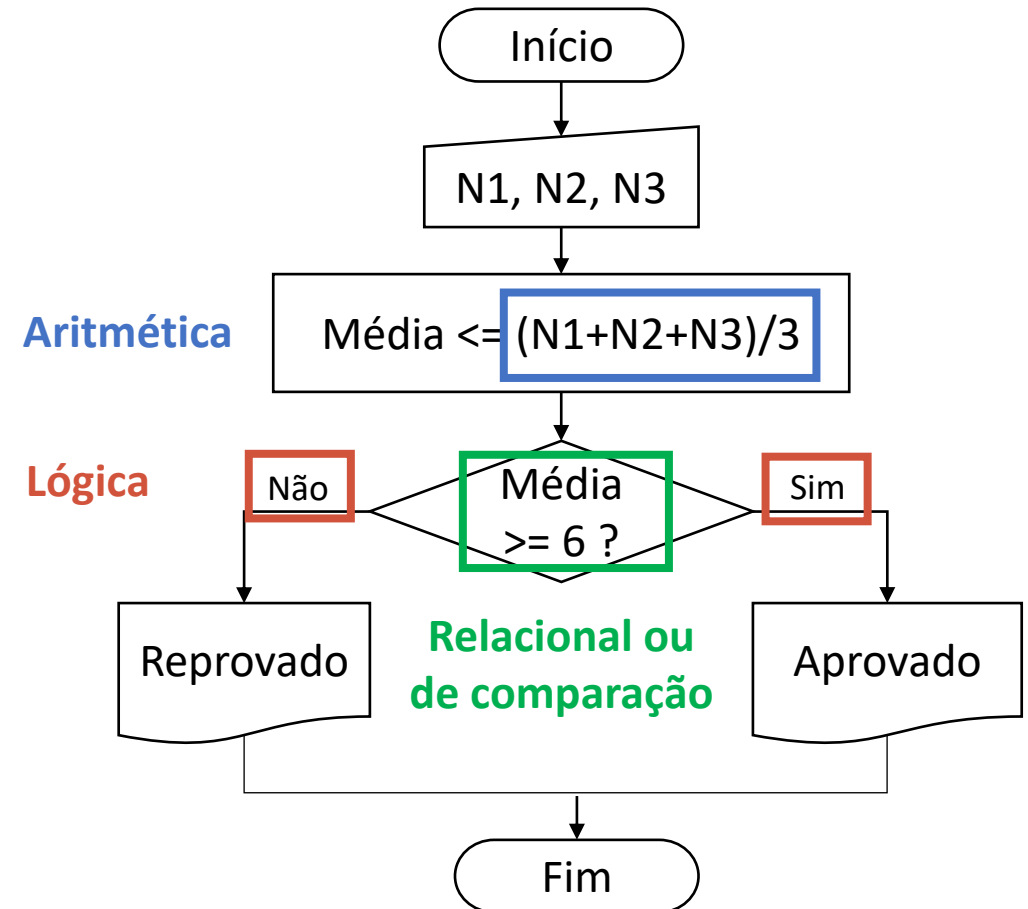 Início
N1, N2, N3
Aritmética
Média <= (N1+N2+N3)/3
Lógica
Não
Média
>= 6 ?
Sim
Reprovado
Relacional ou
de comparação
Aprovado
Fim